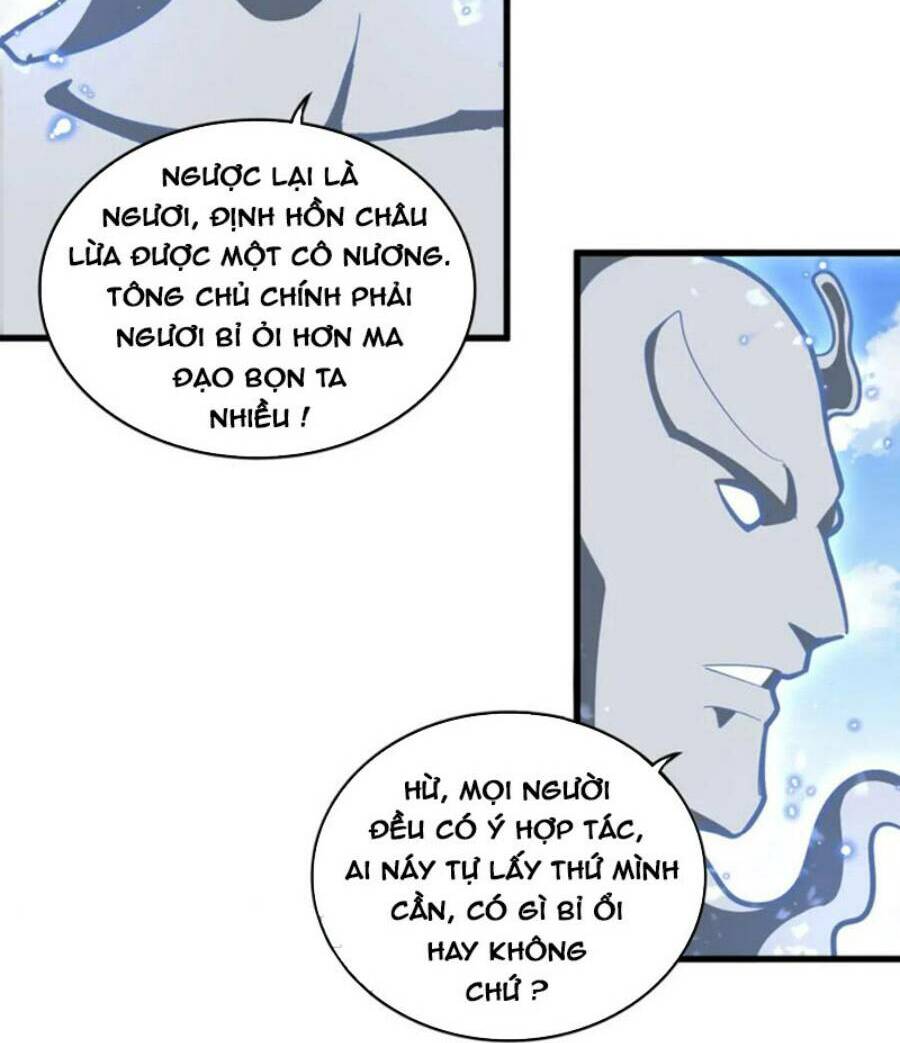 NGƯỢC LẠI LÀ
NGƯƠI, ĐỊNH HỒN CHÂU
LỪA ĐƯỢC MỘT CÔ NƯƠNG.
TÔNG CHỦ CHÍNH PHÁI
NGƯƠI BỈ ỔI HƠN MA
ĐẠO BỌN TA
NHIỀU !
HỪ, MỌI NGƯỜI
ĐỀU CÓ Ý HỢP TÁC,
AI NẤY TỰ LẤY THỨ MÌNH
CẦN, CÓ GÌ BỈ ỔI
HAY KHÔNG
CHỨ ?